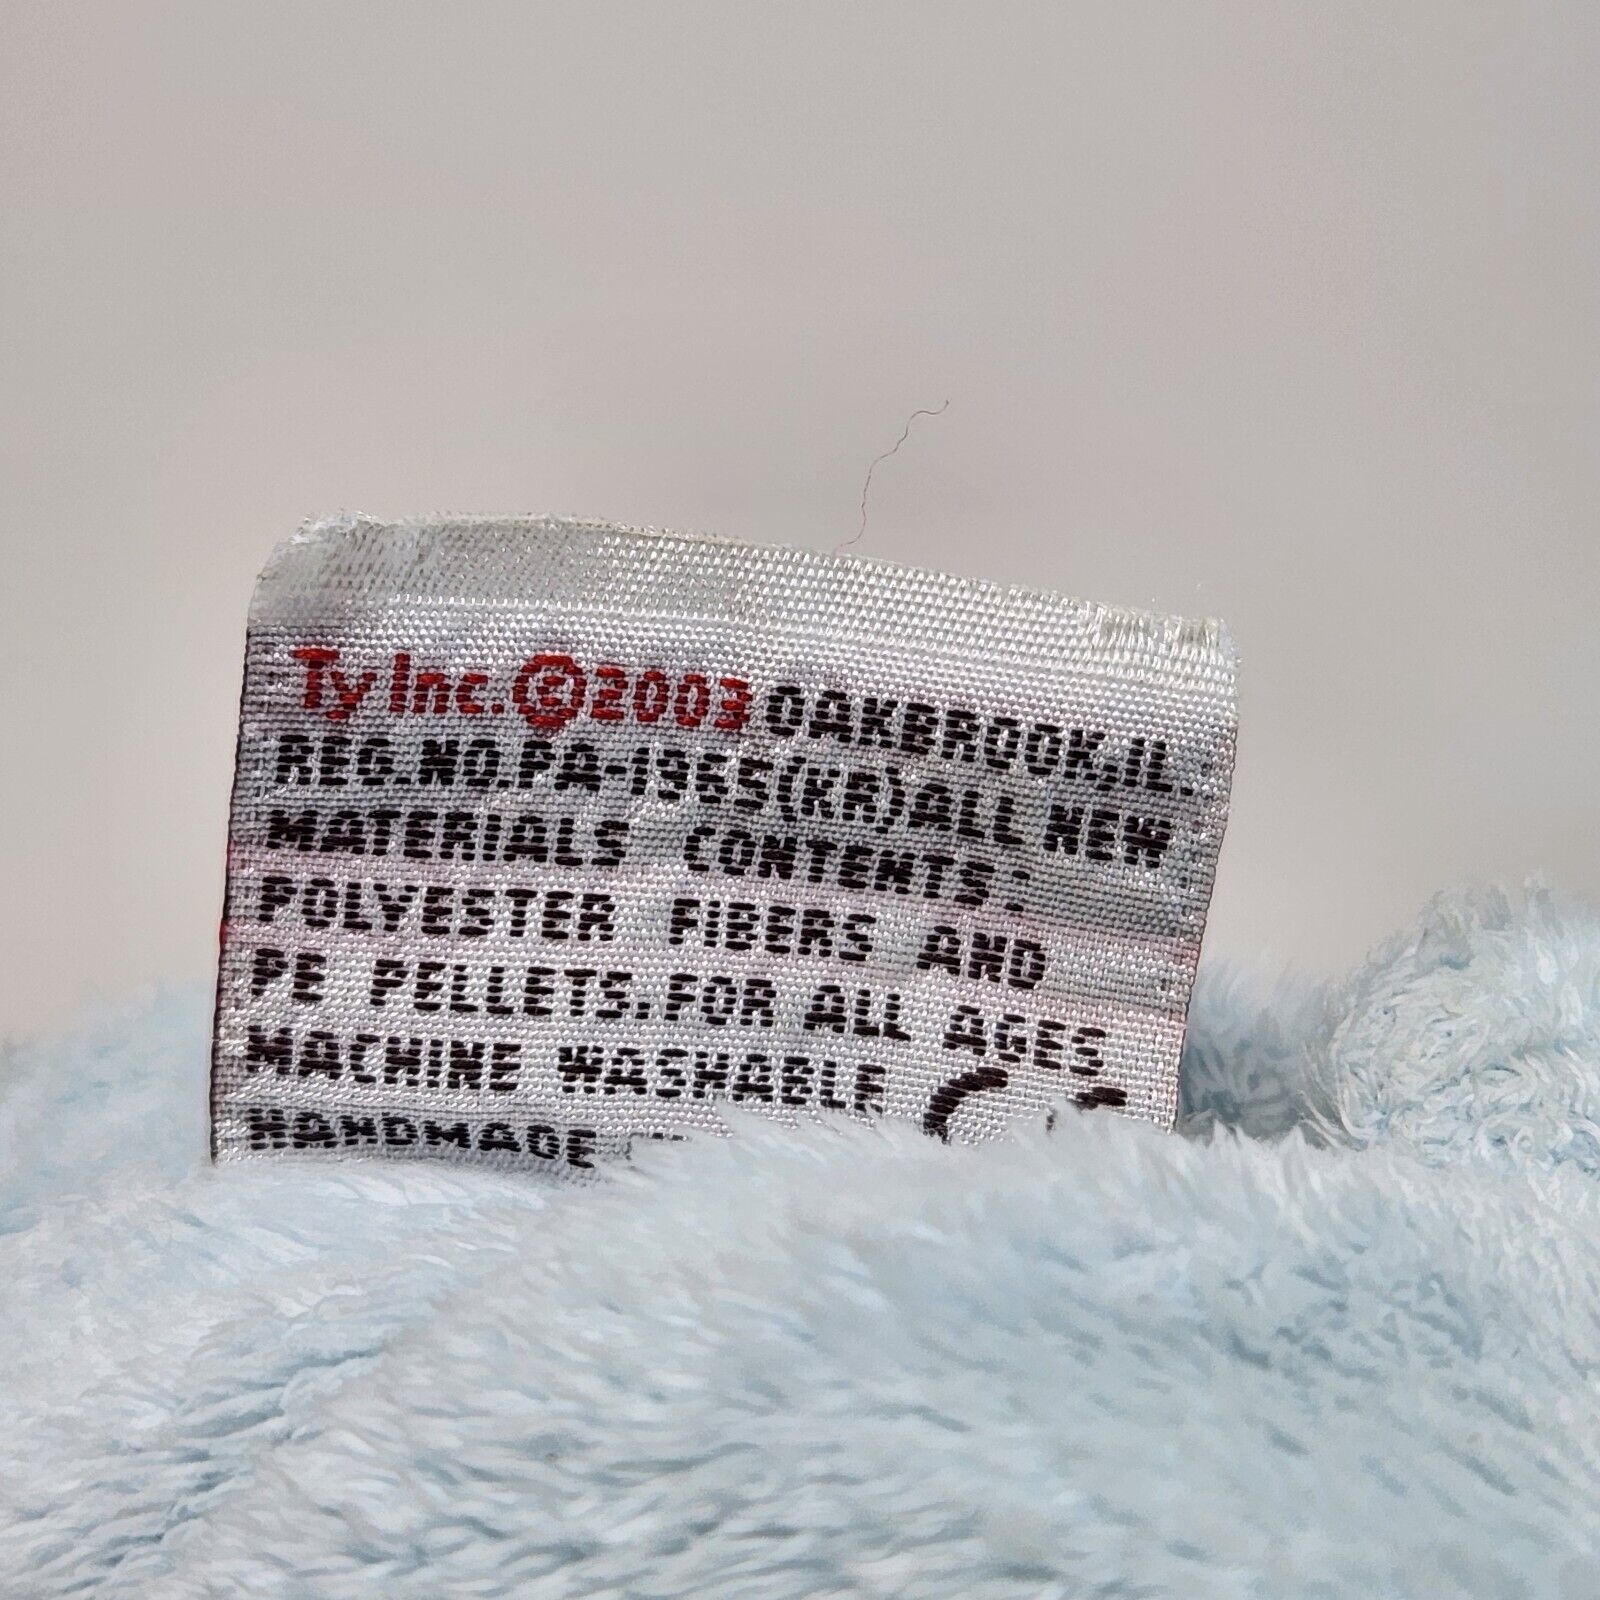 Ty Inc.©2003 OAKBROOK,IL.
REG.NO.PA-1965(KR)ALL NEW
MATERIALS CONTENTS:
POLYESTER FIBERS AND
PE PELLETS.FOR ALL AGES
MACHINE WASHABLE CE
HANDMADE